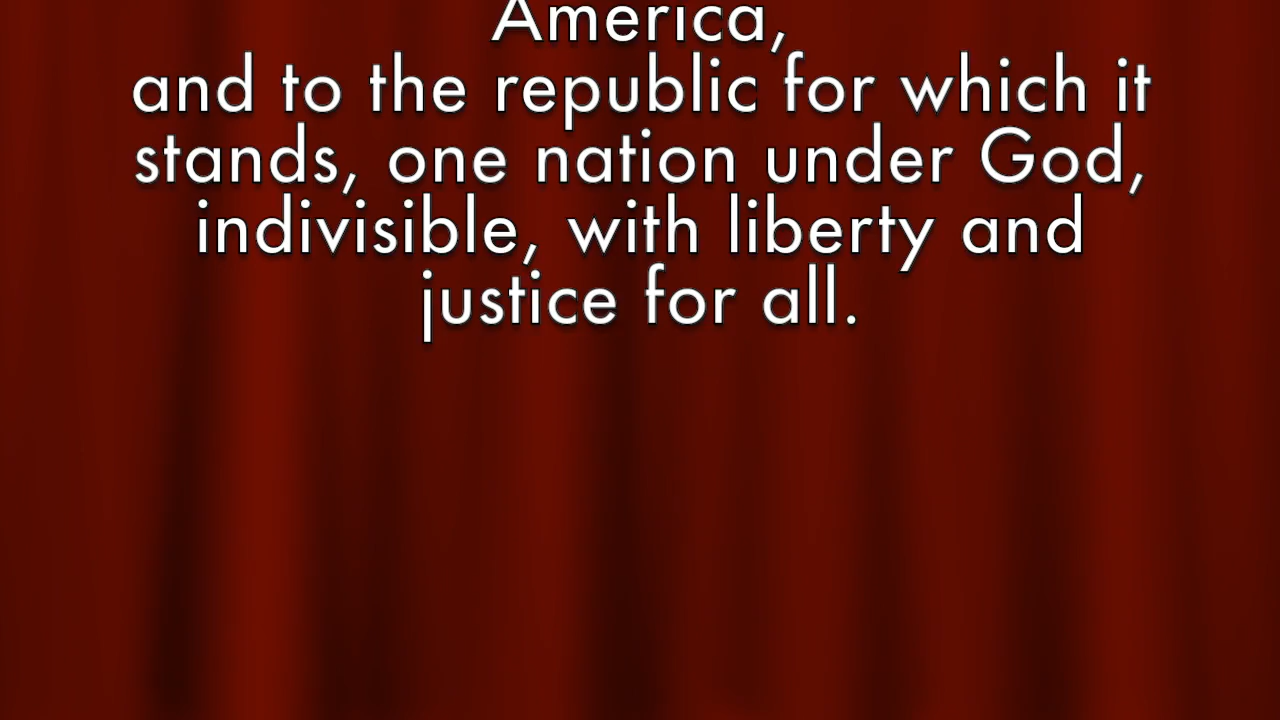 America,
and to the republic for which it
stands, one nation under God,
indivisible, with liberty and
justice for all.